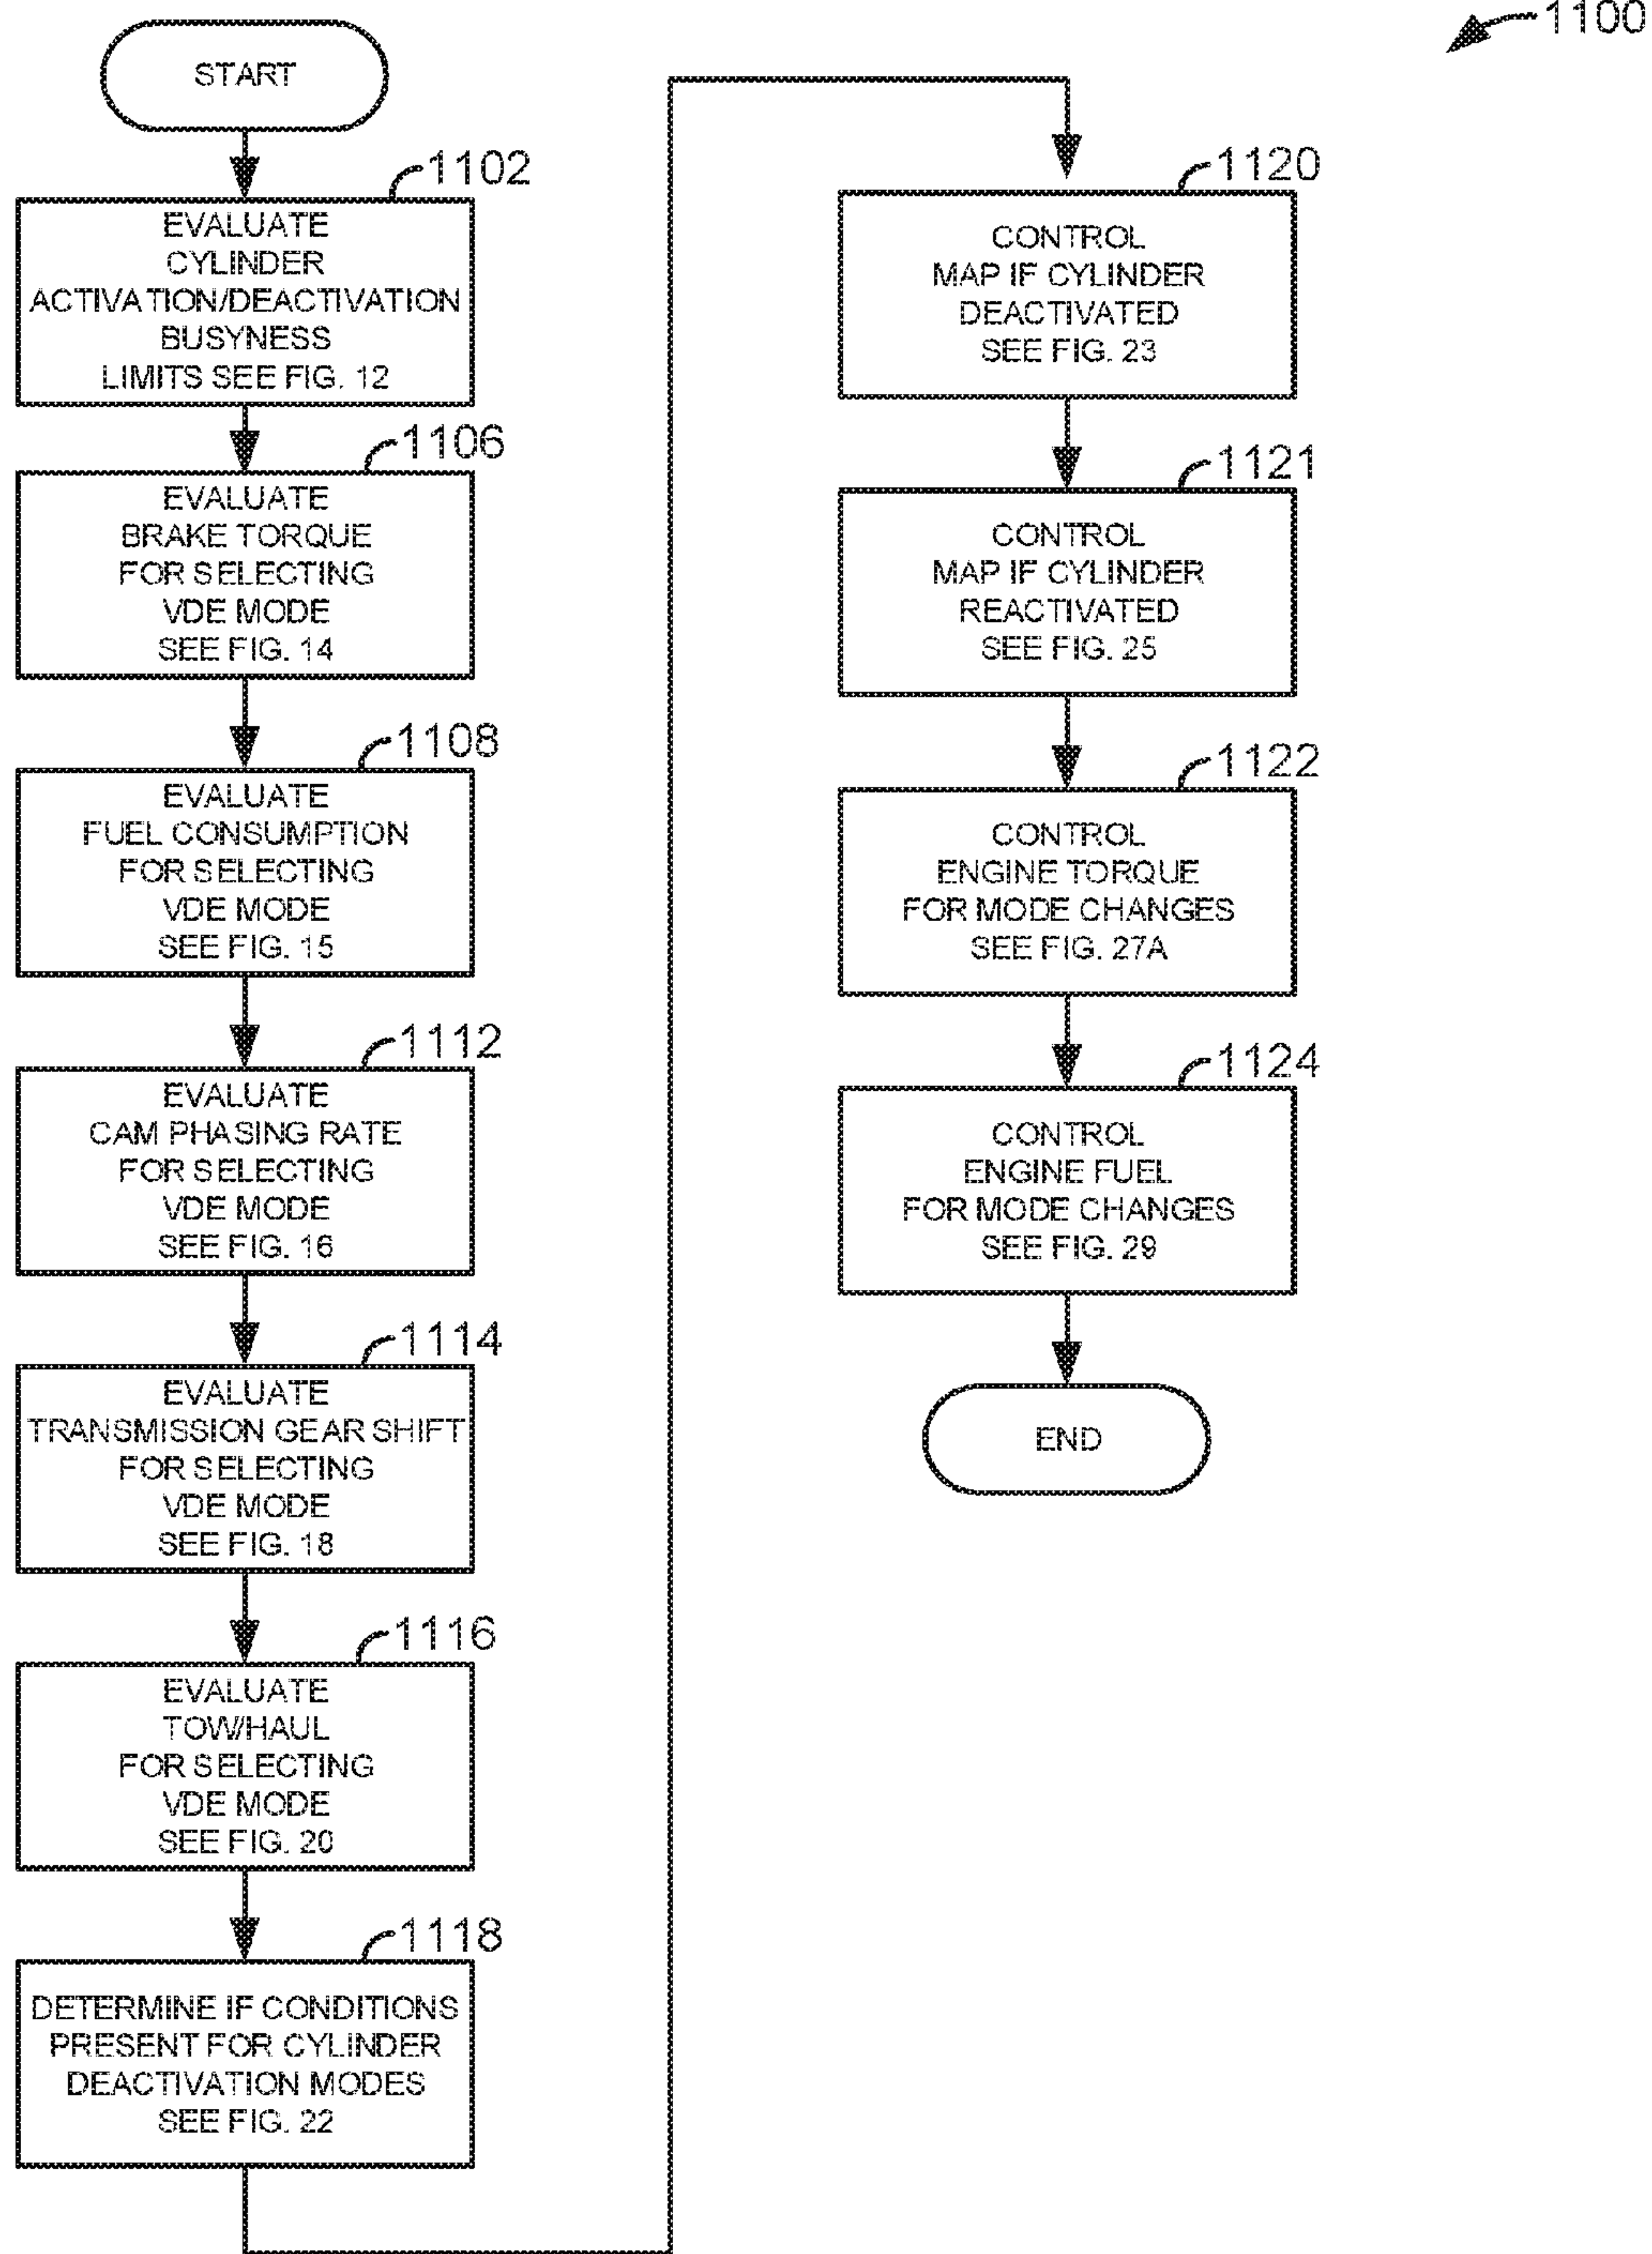 1100
START
1102
EVALUATE
CYLINDER
ACTIVATION/DEACTIVATION
BUSYNESS
LIMITS SEE FIG. 12
1106
EVALUATE
BRAKE TORQUE
FOR SELECTING
VDE MODE
SEE FIG. 14
1108
EVALUATE
FUEL CONSUMPTION
FOR SELECTING
VDE MODE
SEE FIG. 15
1112
EVALUATE
CAM PHASING RATE
FOR SELECTING
VDE MODE
SEE FIG. 16
1114
EVALUATE
TRANSMISSION GEAR SHIFT
FOR SELECTING
VDE MODE
SEE FIG. 18
1116
EVALUATE
TOW/HAUL
FOR SELECTING
VDE MODE
SEE FIG. 20
1118
DETERMINE IF CONDITIONS
PRESENT FOR CYLINDER
DEACTIVATION MODES
SEE FIG. 22
1120
CONTROL
MAP IF CYLINDER
DEACTIVATED
SEE FIG. 23
1121
CONTROL
MAP IF CYLINDER
REACTIVATED
SEE FIG. 25
1122
CONTROL
ENGINE TORQUE
FOR MODE CHANGES
SEE FIG. 27A
1124
CONTROL
ENGINE FUEL
FOR MODE CHANGES
SEE FIG. 29
END